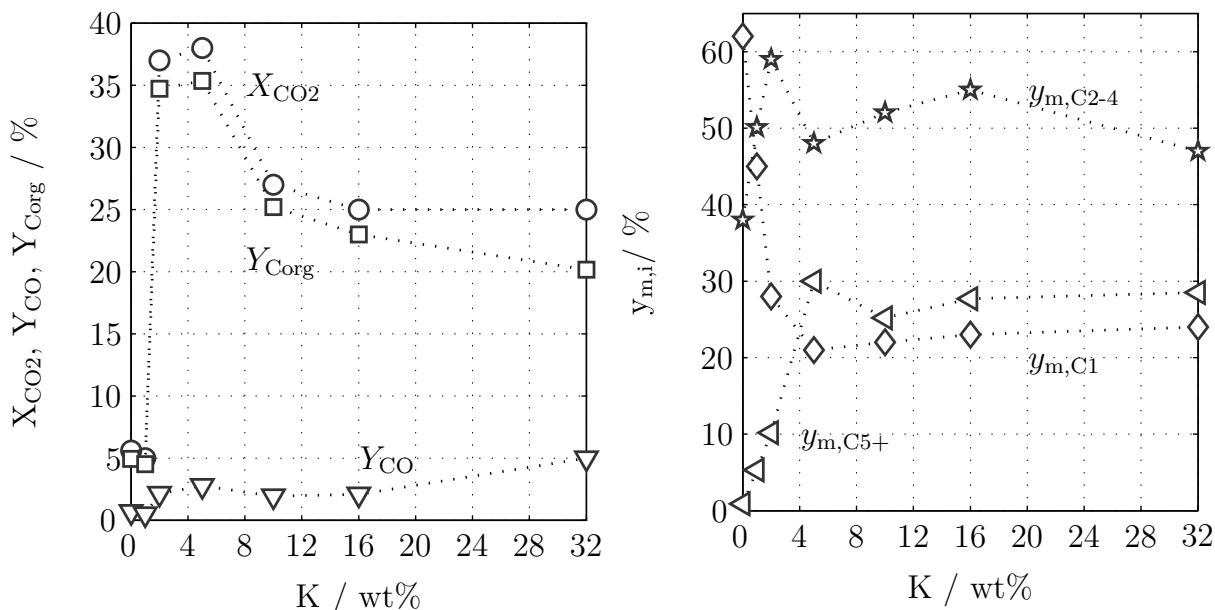 X_CO2, Y_CO, Y_Corg / %
40
35
30
25
20
15
10
5
0
X_CO2
Y_Corg
Y_CO
0 4 8 12 16 20 24 28 32
K / wt%
y_m,i / %
60
50
40
30
20
10
0
y_m,C2-4
y_m,C1
y_m,C5+
0 4 8 12 16 20 24 28 32
K / wt%